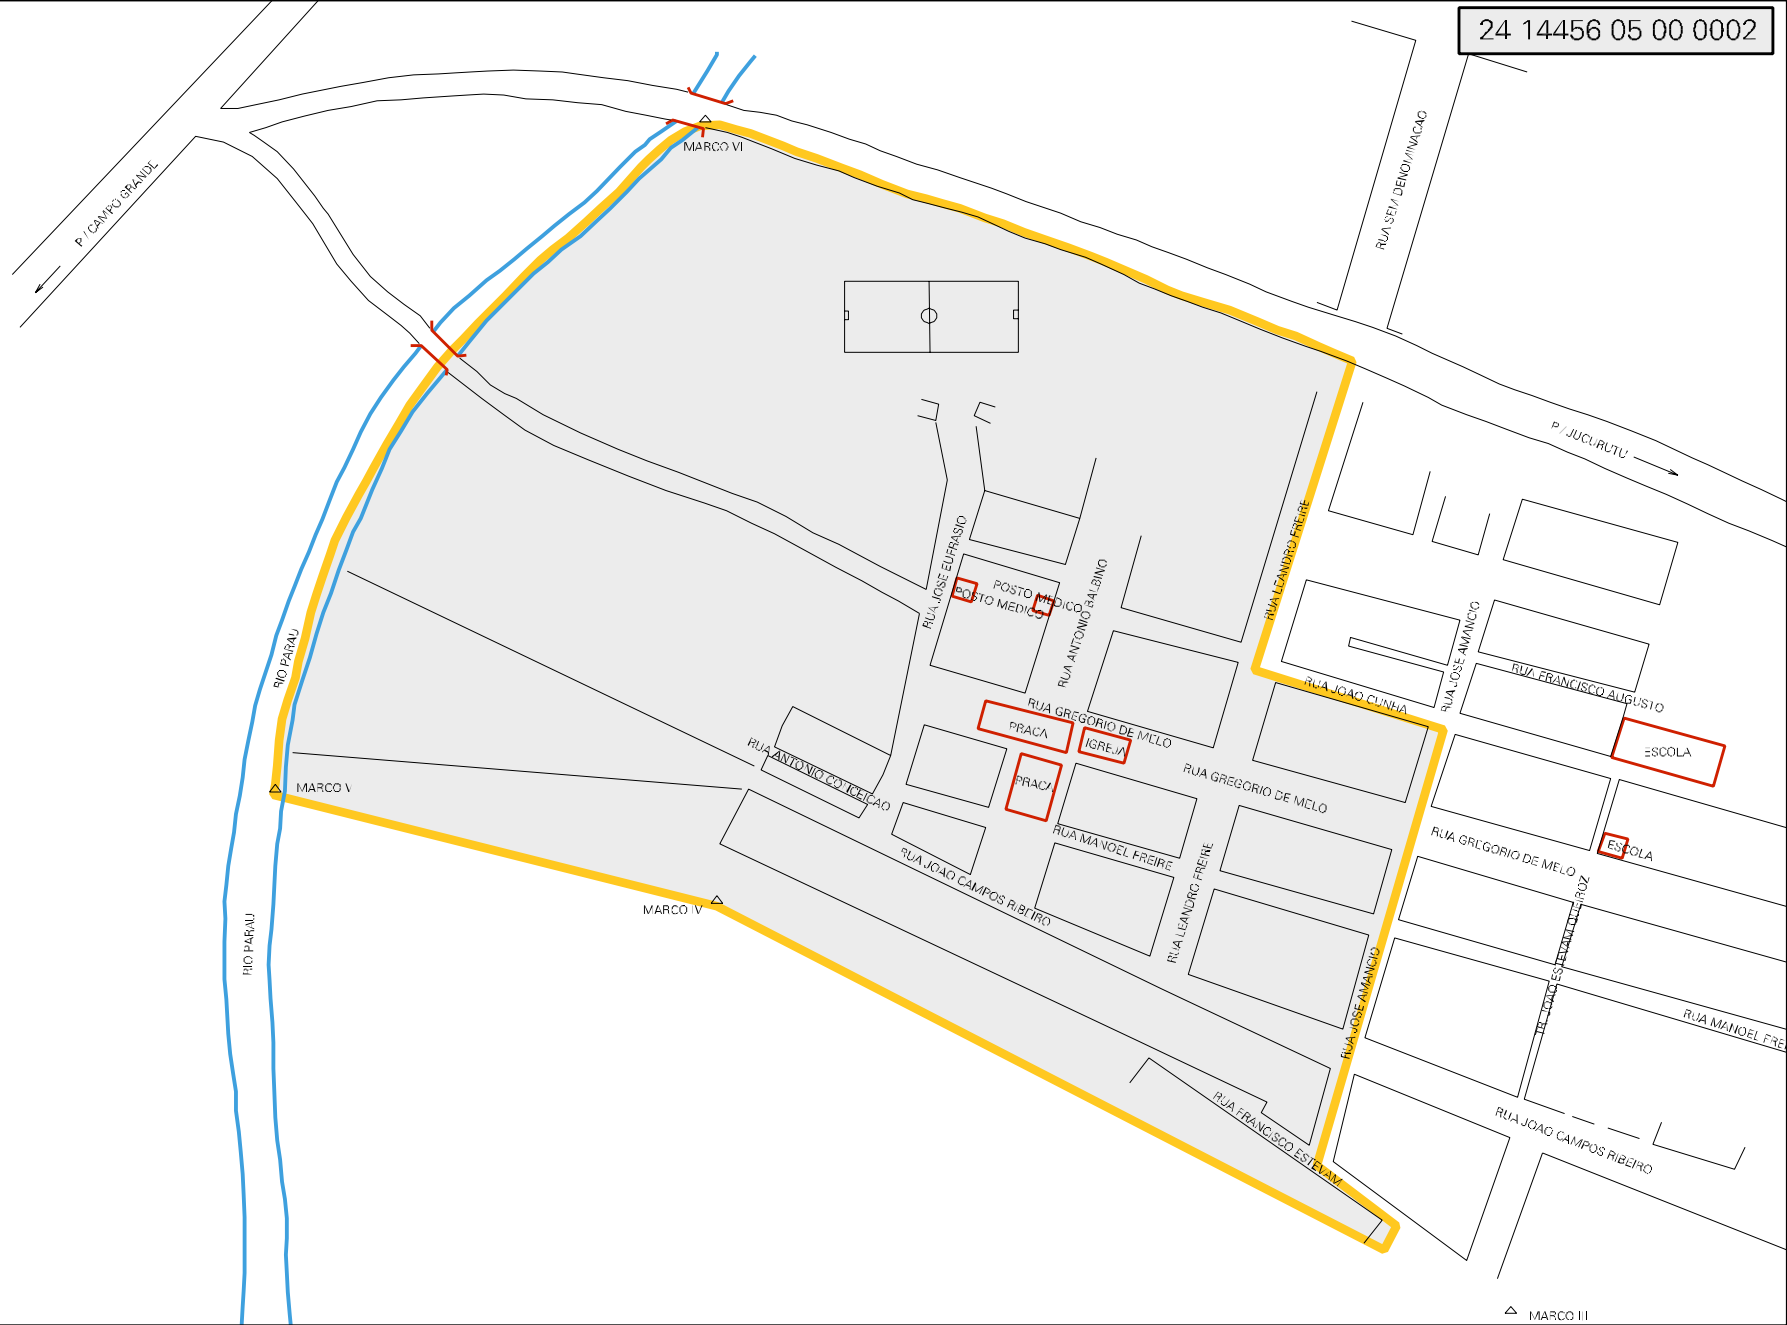 24 14456 05 00 0002
RUA SEM DENOMINACAO
MARCO VI
P/ CAMPO GRANDE
P/ JUCURUTU
RUA LEANDRO FREIRE
RUA JOSE EUFRASIO
POSTO MEDICO
POSTO MEDICO
RUA ANTONIO BALBINO
RUA JOSE AMANCIO
RIO PARAU
RUA FRANCISCO AUGUSTO
RUA JOAO CUNHA
RUA GREGORIO DE MELO
PRACA
IGREJA
ESCOLA
RUA ANTONIO CONCEICAO
PRACA
RUA GREGORIO DE MELO
MARCO V
RUA MANOEL FREIRE
RUA GREGORIO DE MELO
ESCOLA
RUA JOAO CAMPOS RIBEIRO
RUA LEANDRO FREIRE
TR. JOAO ESTEVAM QUEIROZ
MARCO IV
RIO PARAU
RUA JOSE AMANCIO
RUA MANOEL FRE
RUA FRANCISCO ESTEVAM
RUA JOAO CAMPOS RIBEIRO
MARCO III